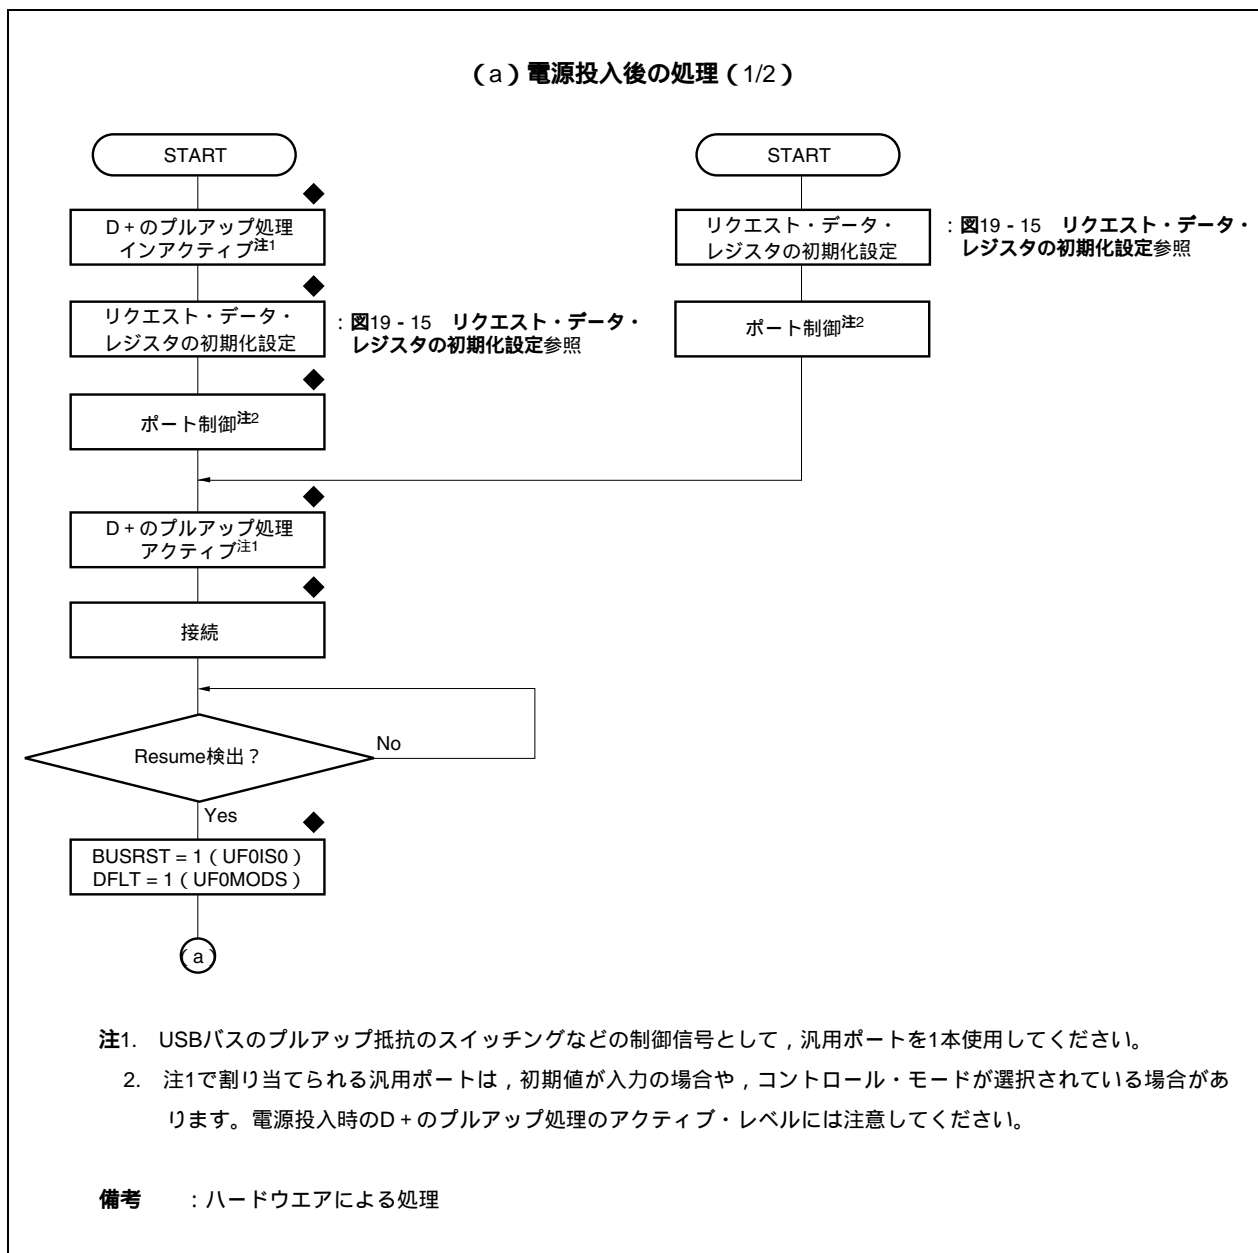 （a）電源投入後の処理（1/2）
START
D+のプルアップ処理
インアクティブ注1
リクエスト・データ・
レジスタの初期化設定
：図19-15　リクエスト・データ・
レジスタの初期化設定参照
ポート制御注2
START
リクエスト・データ・
レジスタの初期化設定
：図19-15　リクエスト・データ・
レジスタの初期化設定参照
ポート制御注2
D+のプルアップ処理
アクティブ注1
接続
Resume検出？
No
Yes
BUSRST = 1（UF0IS0）
DFLT = 1（UF0MODS）
（a）
注1.　USBバスのプルアップ抵抗のスイッチングなどの制御信号として，汎用ポートを1本使用してください。
2.　注1で割り当てられる汎用ポートは，初期値が入力の場合や，コントロール・モードが選択されている場合があ
ります。電源投入時のD+のプルアップ処理のアクティブ・レベルには注意してください。
備考　　：ハードウエアによる処理